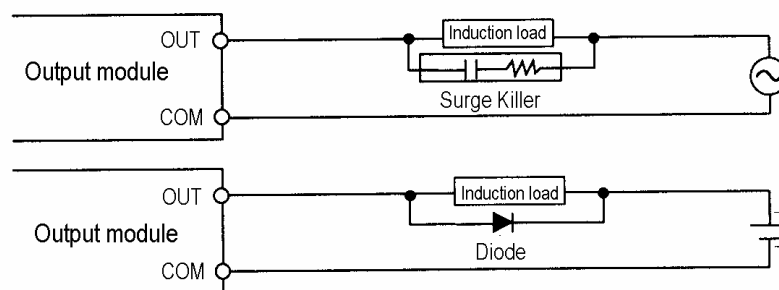 OUT
Induction load
Output module
Surge Killer
COM
OUT
Induction load
Output module
Diode
COM